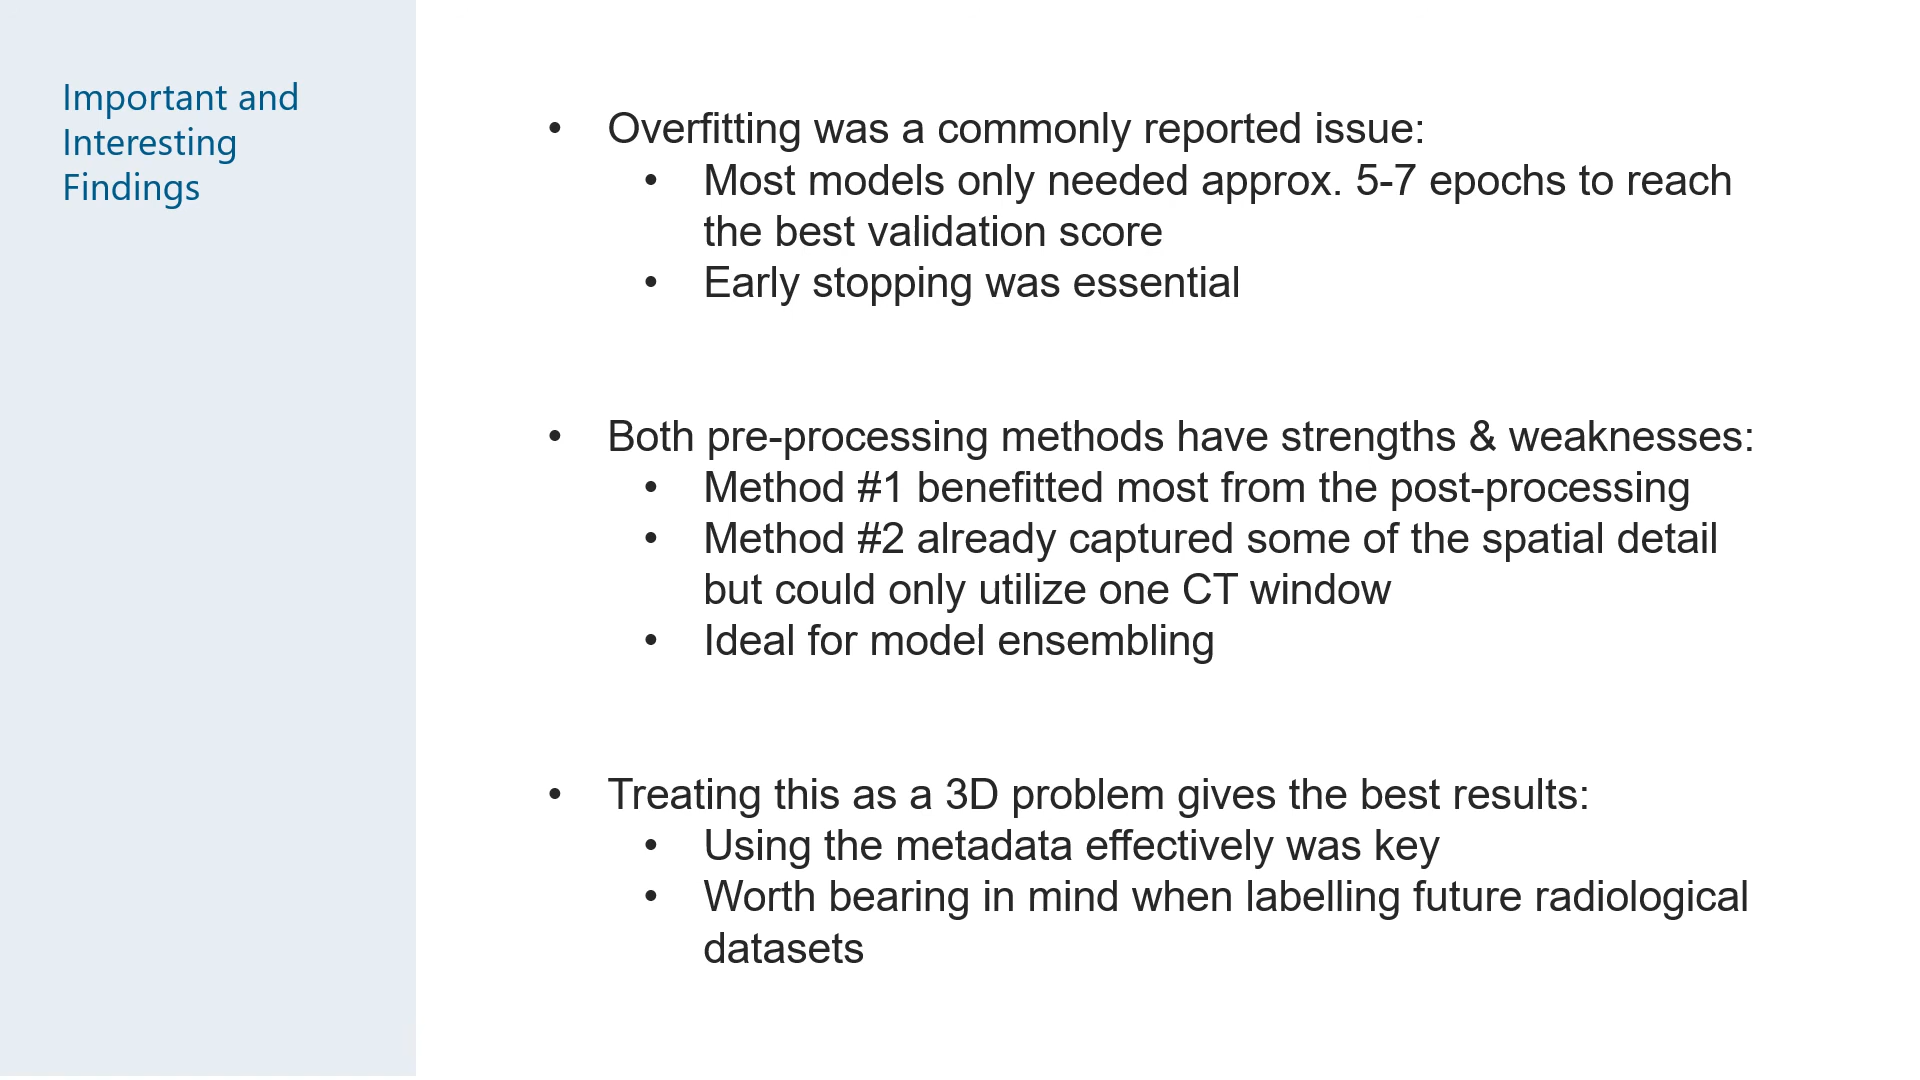 Important and
Interesting
Findings
• Overfitting was a commonly reported issue:
• Most models only needed approx. 5-7 epochs to reach
the best validation score
• Early stopping was essential
• Both pre-processing methods have strengths & weaknesses:
• Method #1 benefitted most from the post-processing
• Method #2 already captured some of the spatial detail
but could only utilize one CT window
• Ideal for model ensembling
• Treating this as a 3D problem gives the best results:
• Using the metadata effectively was key
• Worth bearing in mind when labelling future radiological
datasets